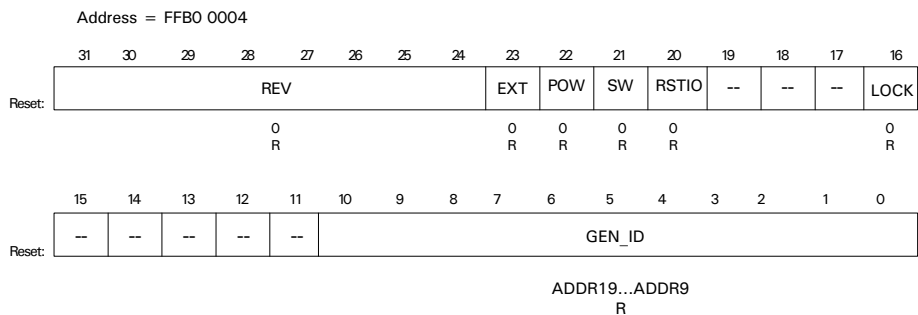 Address = FFB0 0004
31 30 29 28 27 26 25 24 23 22 21 20 19 18 17 16
Reset: REV EXT POW SW RSTIO -- -- -- LOCK
0 0 0 0 0 0
R R R R R R
15 14 13 12 11 10 9 8 7 6 5 4 3 2 1 0
Reset: -- -- -- -- -- GEN_ID
ADDR19...ADDR9
R